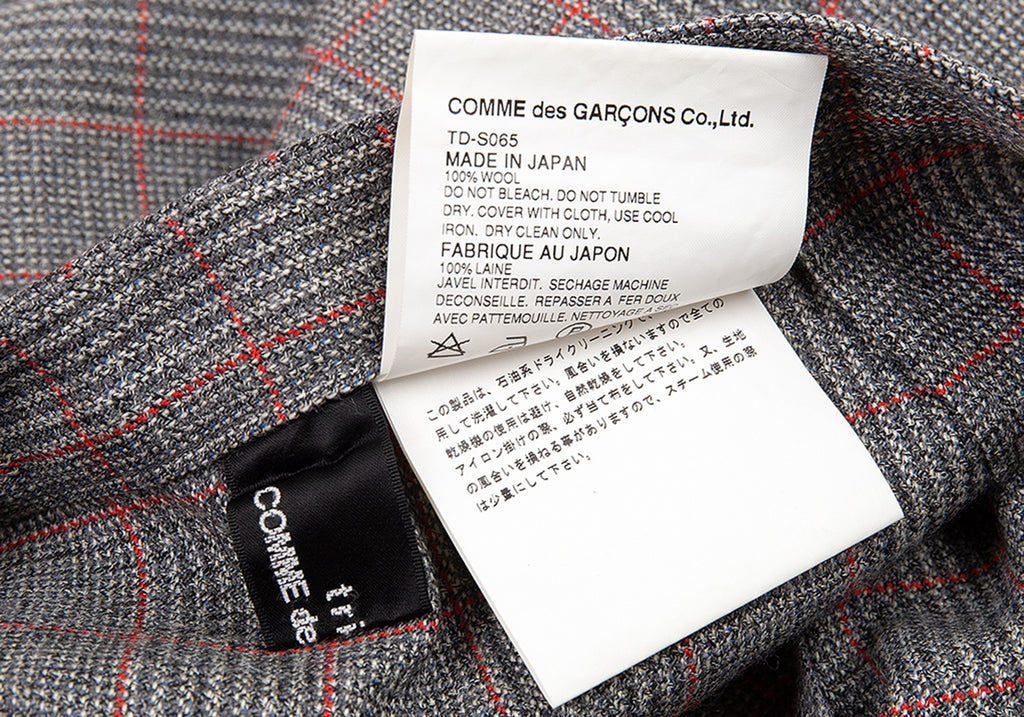 COMME des GARÇONS Co.,Ltd.
TD-S065
MADE IN JAPAN
100% WOOL
DO NOT BLEACH. DO NOT TUMBLE
DRY. COVER WITH CLOTH, USE COOL
IRON. DRY CLEAN ONLY.
FABRIQUE AU JAPON
100% LAINE
JAVEL INTERDIT. SECHAGE MACHINE
DECONSEILLE. REPASSER A FER DOUX
AVEC PATTEMOUILLE. NETTOYAGE A SEC
この製品は、石油系ドライクリーニング
用して洗濯して下さい。風合いを損ないますので全ての
乾燥機の使用は避け、自然乾燥をして下さい。
アイロン掛けの際、必ず当て布をして下さい。又、生地
の風合いを損ねる事がありますので、スチーム使用の際
は少量にして下さい。
tri
COMME de